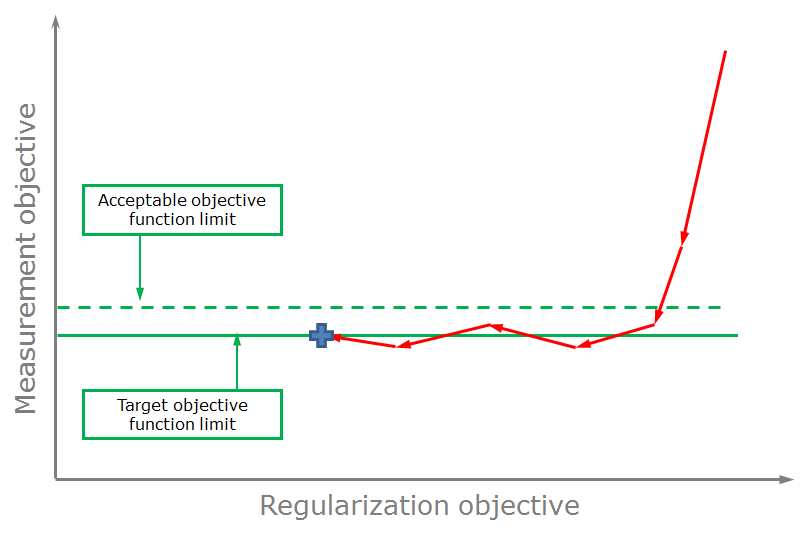 Measurement objective
Acceptable objective
function limit
Target objective
function limit
Regularization objective